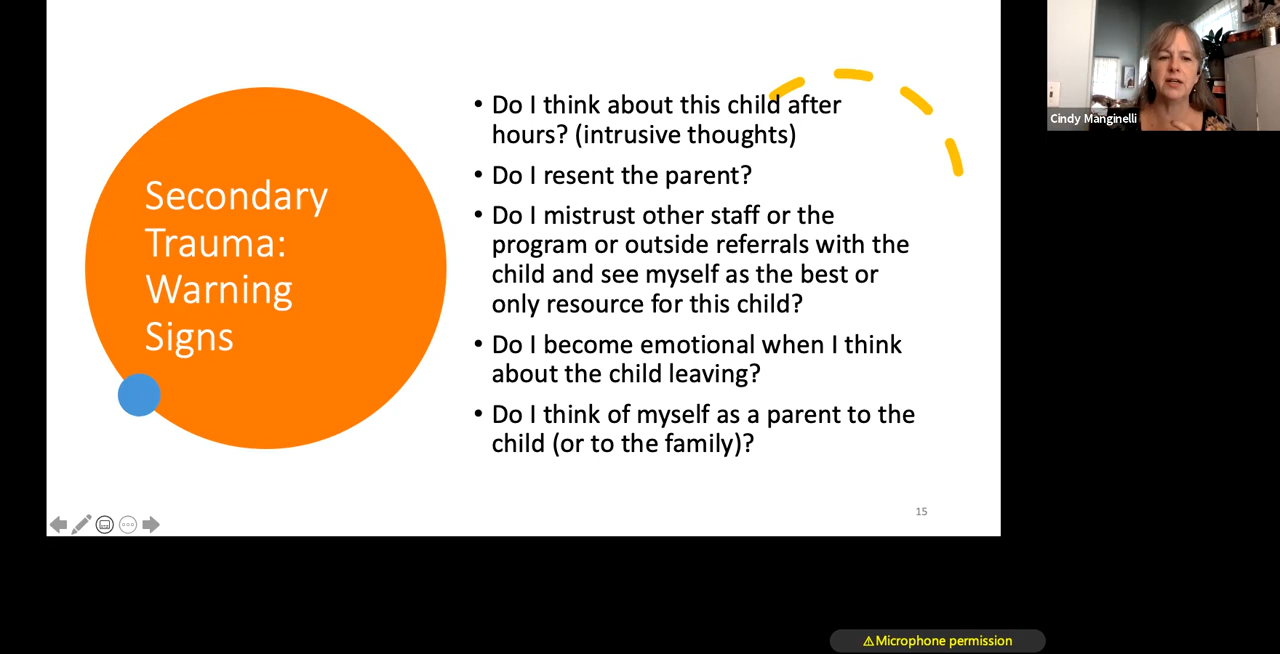 Secondary
Trauma:
Warning
Signs
• Do I think about this child after
hours? (intrusive thoughts)
• Do I resent the parent?
• Do I mistrust other staff or the
program or outside referrals with the
child and see myself as the best or
only resource for this child?
• Do I become emotional when I think
about the child leaving?
• Do I think of myself as a parent to the
child (or to the family)?
15
Cindy Manginelli
⚠Microphone permission